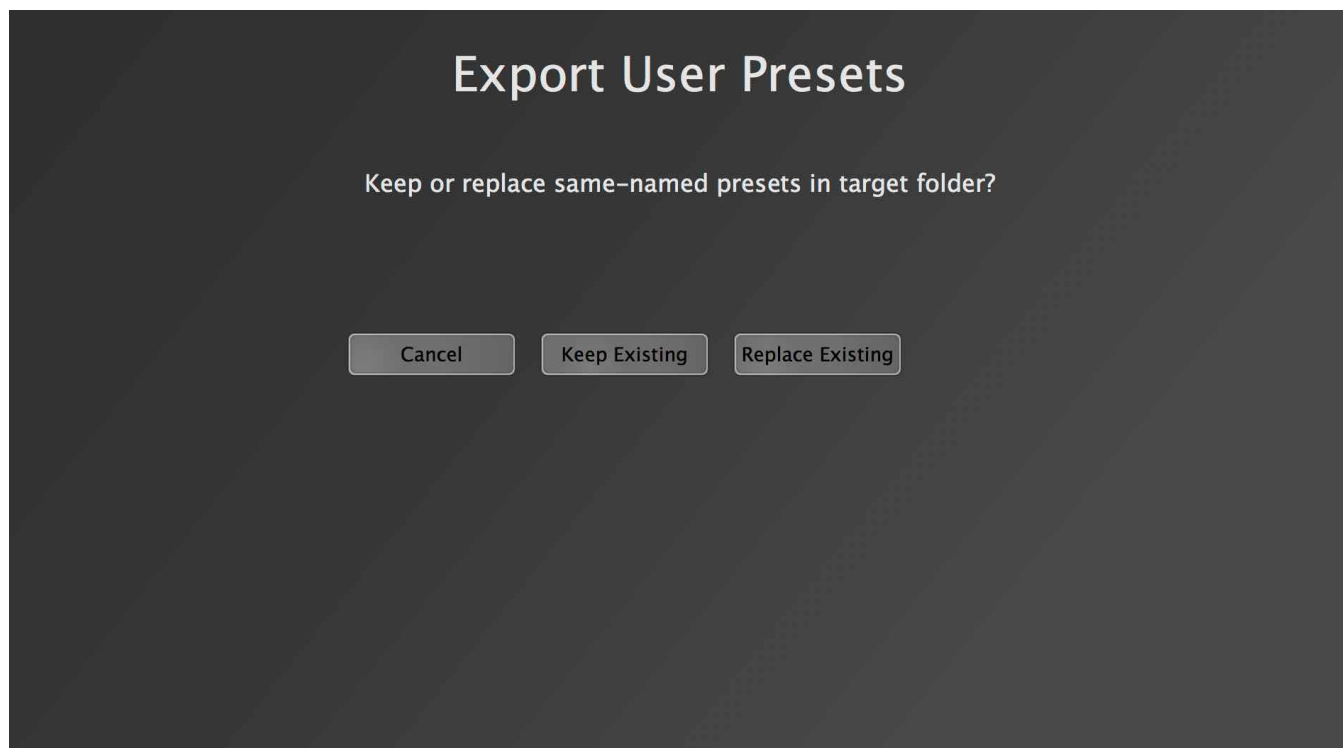 Export User Presets
Keep or replace same-named presets in target folder?
Cancel Keep Existing Replace Existing